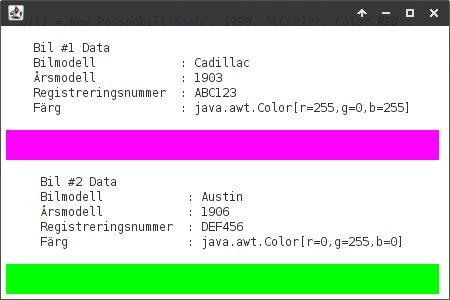 Bil #1 Data
Bilmodell : Cadillac
Årsmodell : 1903
Registreringsnummer : ABC123
Färg : java.awt.Color[r=255,g=0,b=255]
Bil #2 Data
Bilmodell : Austin
Årsmodell : 1906
Registreringsnummer : DEF456
Färg : java.awt.Color[r=0,g=255,b=0]